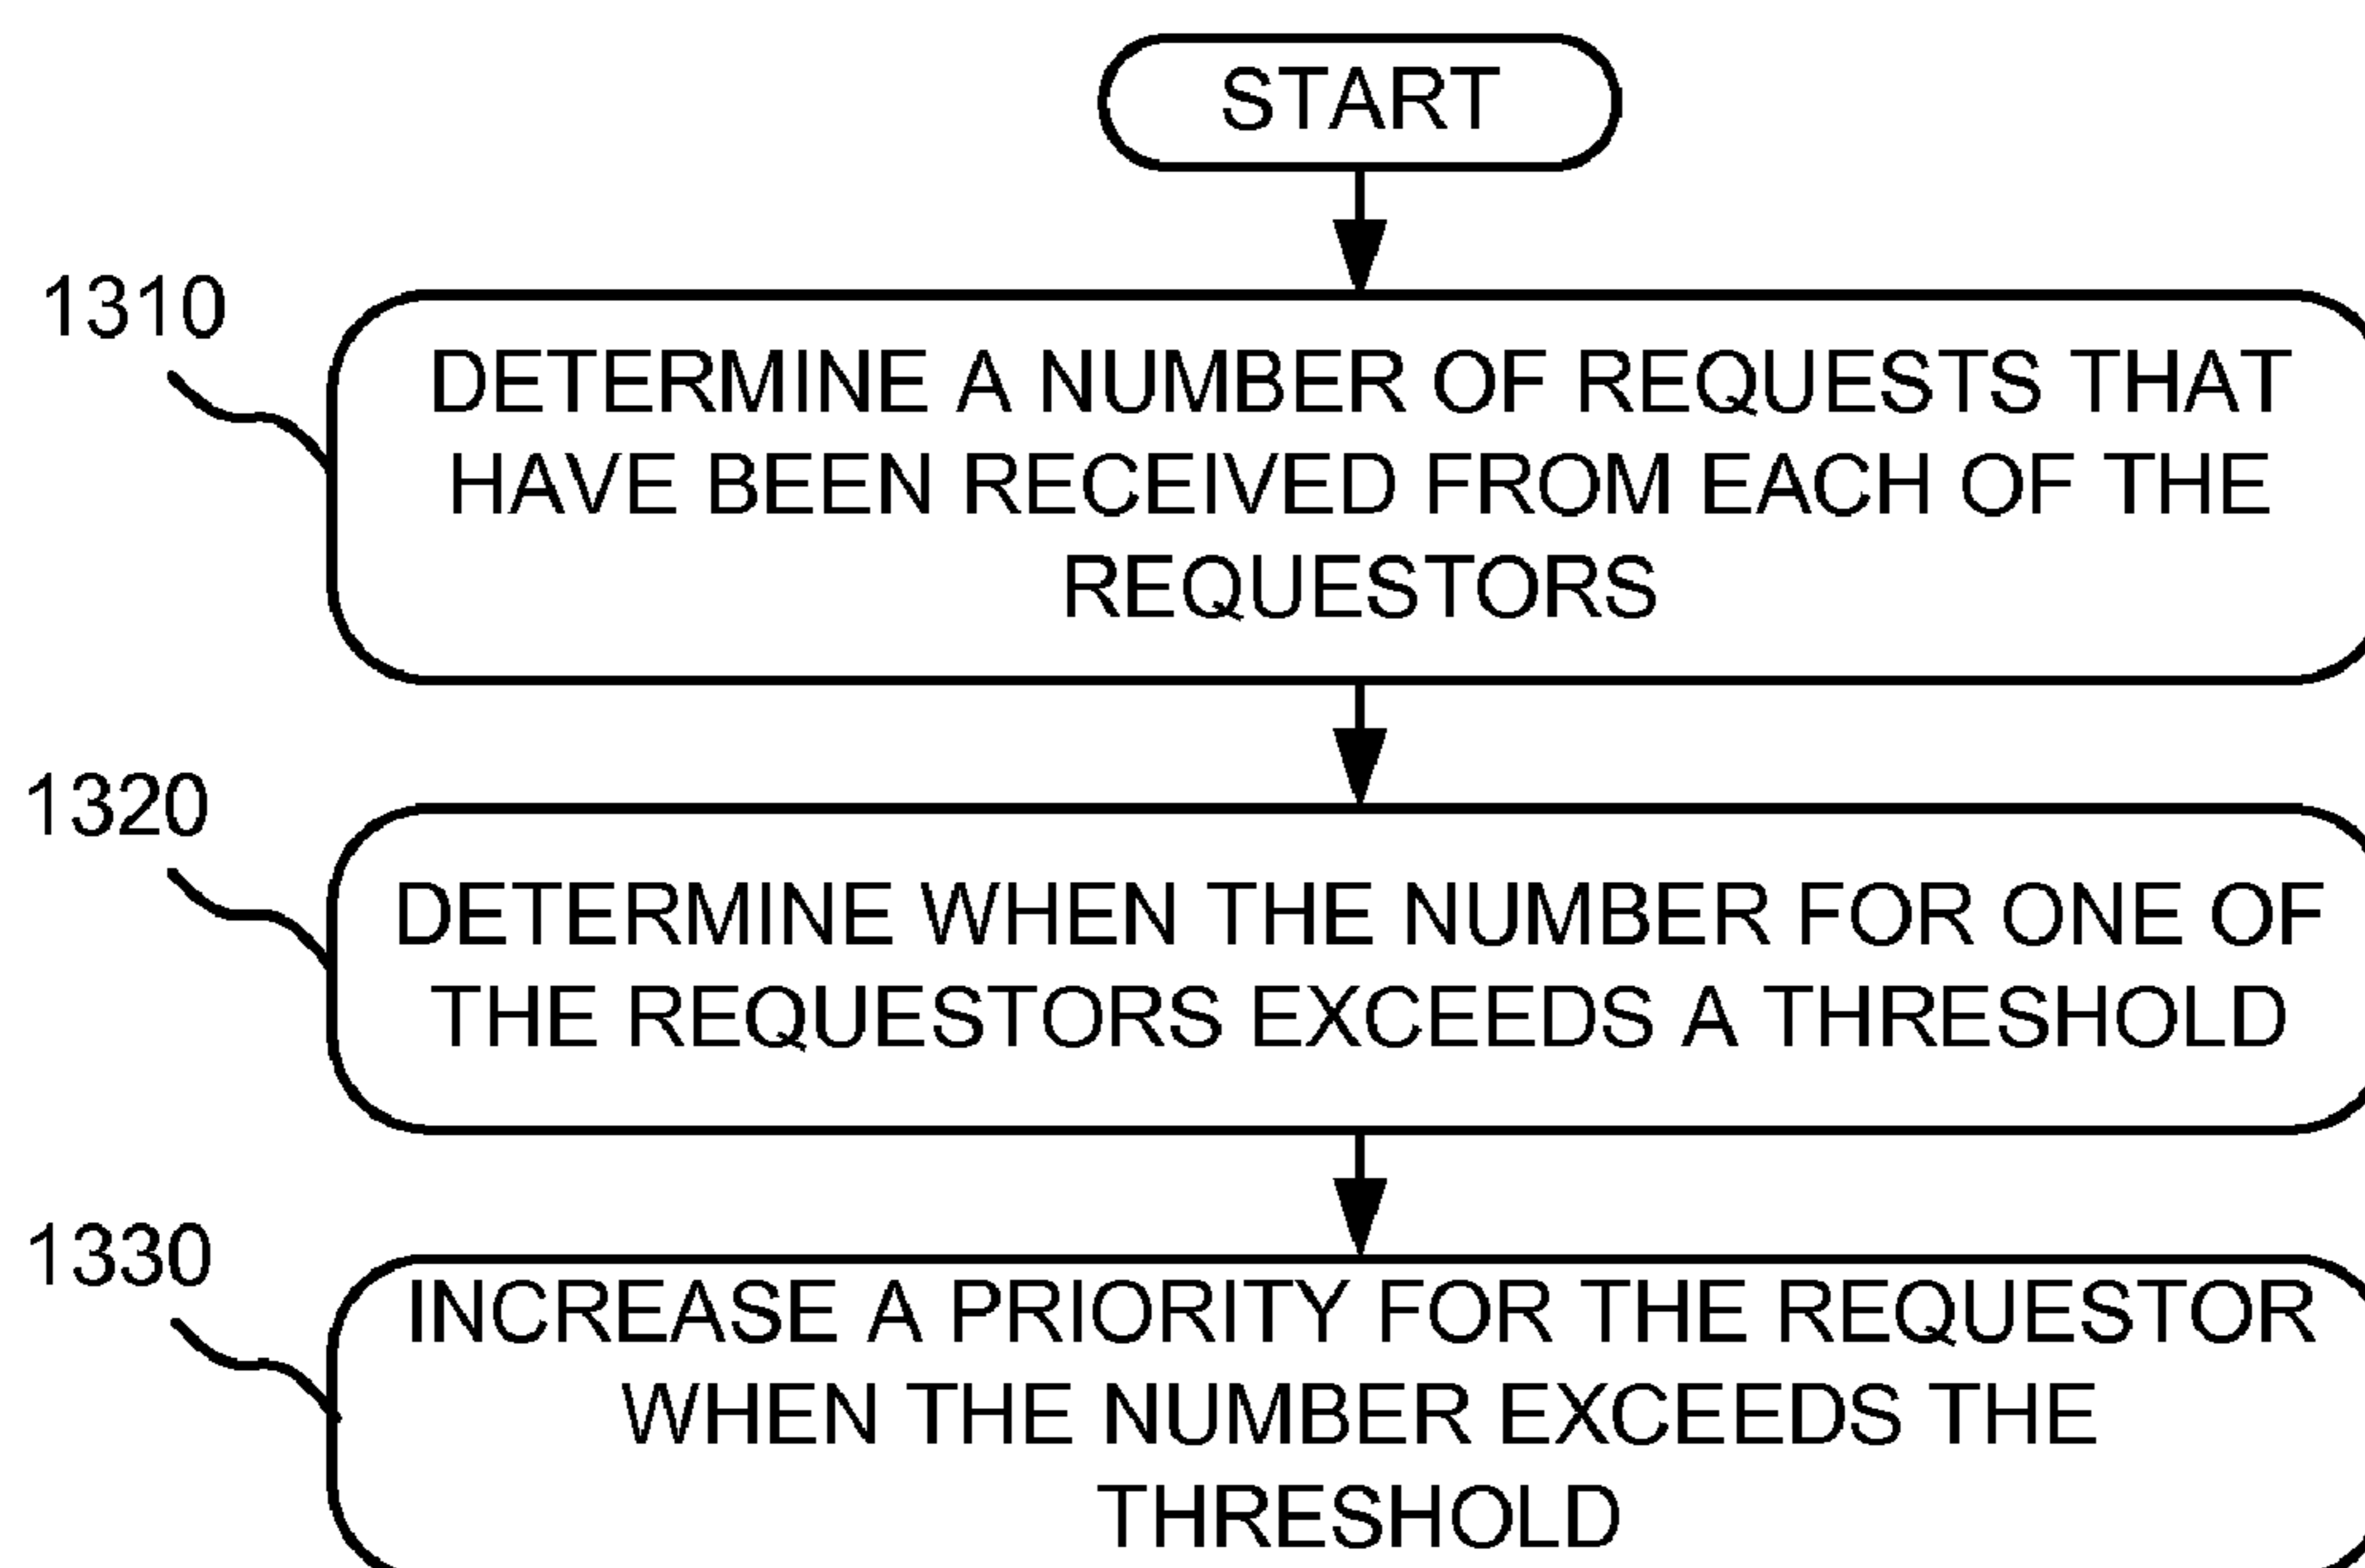 START
1310
DETERMINE A NUMBER OF REQUESTS THAT
HAVE BEEN RECEIVED FROM EACH OF THE
REQUESTORS
1320
DETERMINE WHEN THE NUMBER FOR ONE OF
THE REQUESTORS EXCEEDS A THRESHOLD
1330
INCREASE A PRIORITY FOR THE REQUESTOR
WHEN THE NUMBER EXCEEDS THE
THRESHOLD